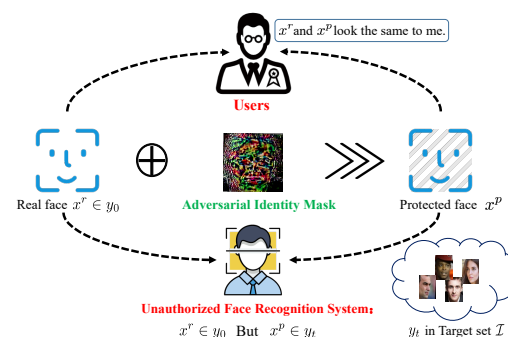 x^r and x^p look the same to me.
Users
Real face x^r ∈ y_0
Adversarial Identity Mask
Protected face x^p
Unauthorized Face Recognition System:
x^r ∈ y_0 But x^p ∈ y_t
y_t in Target set I